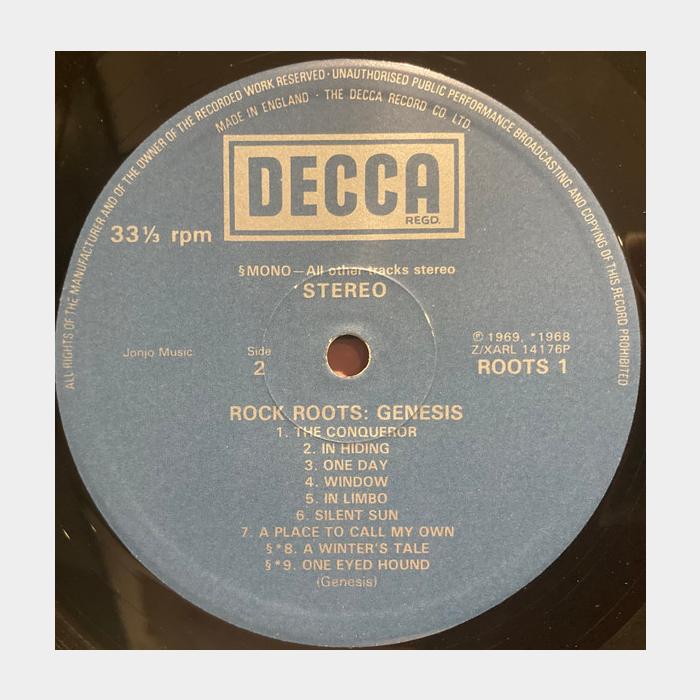 ALL RIGHTS OF THE MANUFACTURER AND OF THE OWNER OF THE RECORDED WORK RESERVED · UNAUTHORISED PUBLIC PERFORMANCE BROADCASTING AND COPYING OF THIS RECORD PROHIBITED
MADE IN ENGLAND · THE DECCA RECORD CO. LTD.
DECCA
REGD.
33⅓ rpm
§MONO—All other tracks stereo
STEREO
Jonjo Music
Side
2
℗ 1969, *1968
Z/XARL 14176P
ROOTS 1
ROCK ROOTS: GENESIS
1. THE CONQUEROR
2. IN HIDING
3. ONE DAY
4. WINDOW
5. IN LIMBO
6. SILENT SUN
7. A PLACE TO CALL MY OWN
§*8. A WINTER'S TALE
§*9. ONE EYED HOUND
(Genesis)